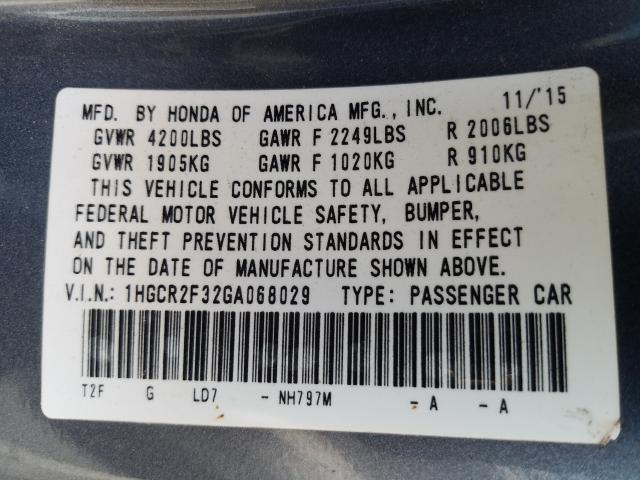 MFD. BY HONDA OF AMERICA MFG., INC. 11/'15
GVWR 4200LBS GAWR F 2249LBS R 2006LBS
GVWR 1905KG GAWR F 1020KG R 910KG
THIS VEHICLE CONFORMS TO ALL APPLICABLE
FEDERAL MOTOR VEHICLE SAFETY, BUMPER,
AND THEFT PREVENTION STANDARDS IN EFFECT
ON THE DATE OF MANUFACTURE SHOWN ABOVE.
V.I.N.: 1HGCR2F32GA068029 TYPE: PASSENGER CAR
T2F G LD7 - NH797M - A - A